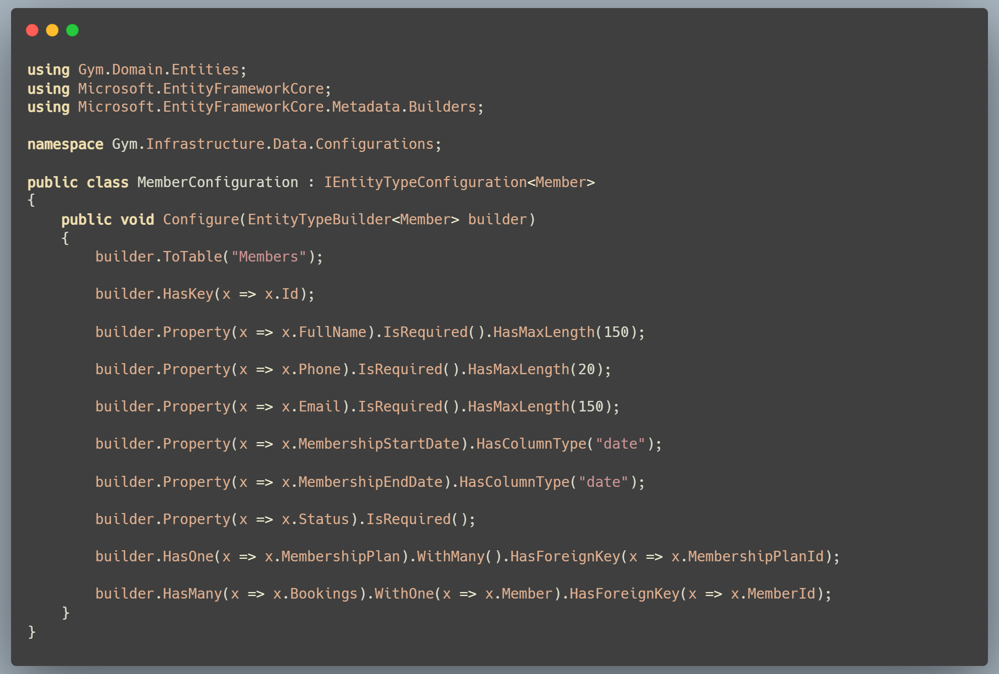 using Gym.Domain.Entities;
using Microsoft.EntityFrameworkCore;
using Microsoft.EntityFrameworkCore.Metadata.Builders;

namespace Gym.Infrastructure.Data.Configurations;

public class MemberConfiguration : IEntityTypeConfiguration<Member>
{
    public void Configure(EntityTypeBuilder<Member> builder)
    {
        builder.ToTable("Members");

        builder.HasKey(x => x.Id);

        builder.Property(x => x.FullName).IsRequired().HasMaxLength(150);

        builder.Property(x => x.Phone).IsRequired().HasMaxLength(20);

        builder.Property(x => x.Email).IsRequired().HasMaxLength(150);

        builder.Property(x => x.MembershipStartDate).HasColumnType("date");

        builder.Property(x => x.MembershipEndDate).HasColumnType("date");

        builder.Property(x => x.Status).IsRequired();

        builder.HasOne(x => x.MembershipPlan).WithMany().HasForeignKey(x => x.MembershipPlanId);

        builder.HasMany(x => x.Bookings).WithOne(x => x.Member).HasForeignKey(x => x.MemberId);
    }
}